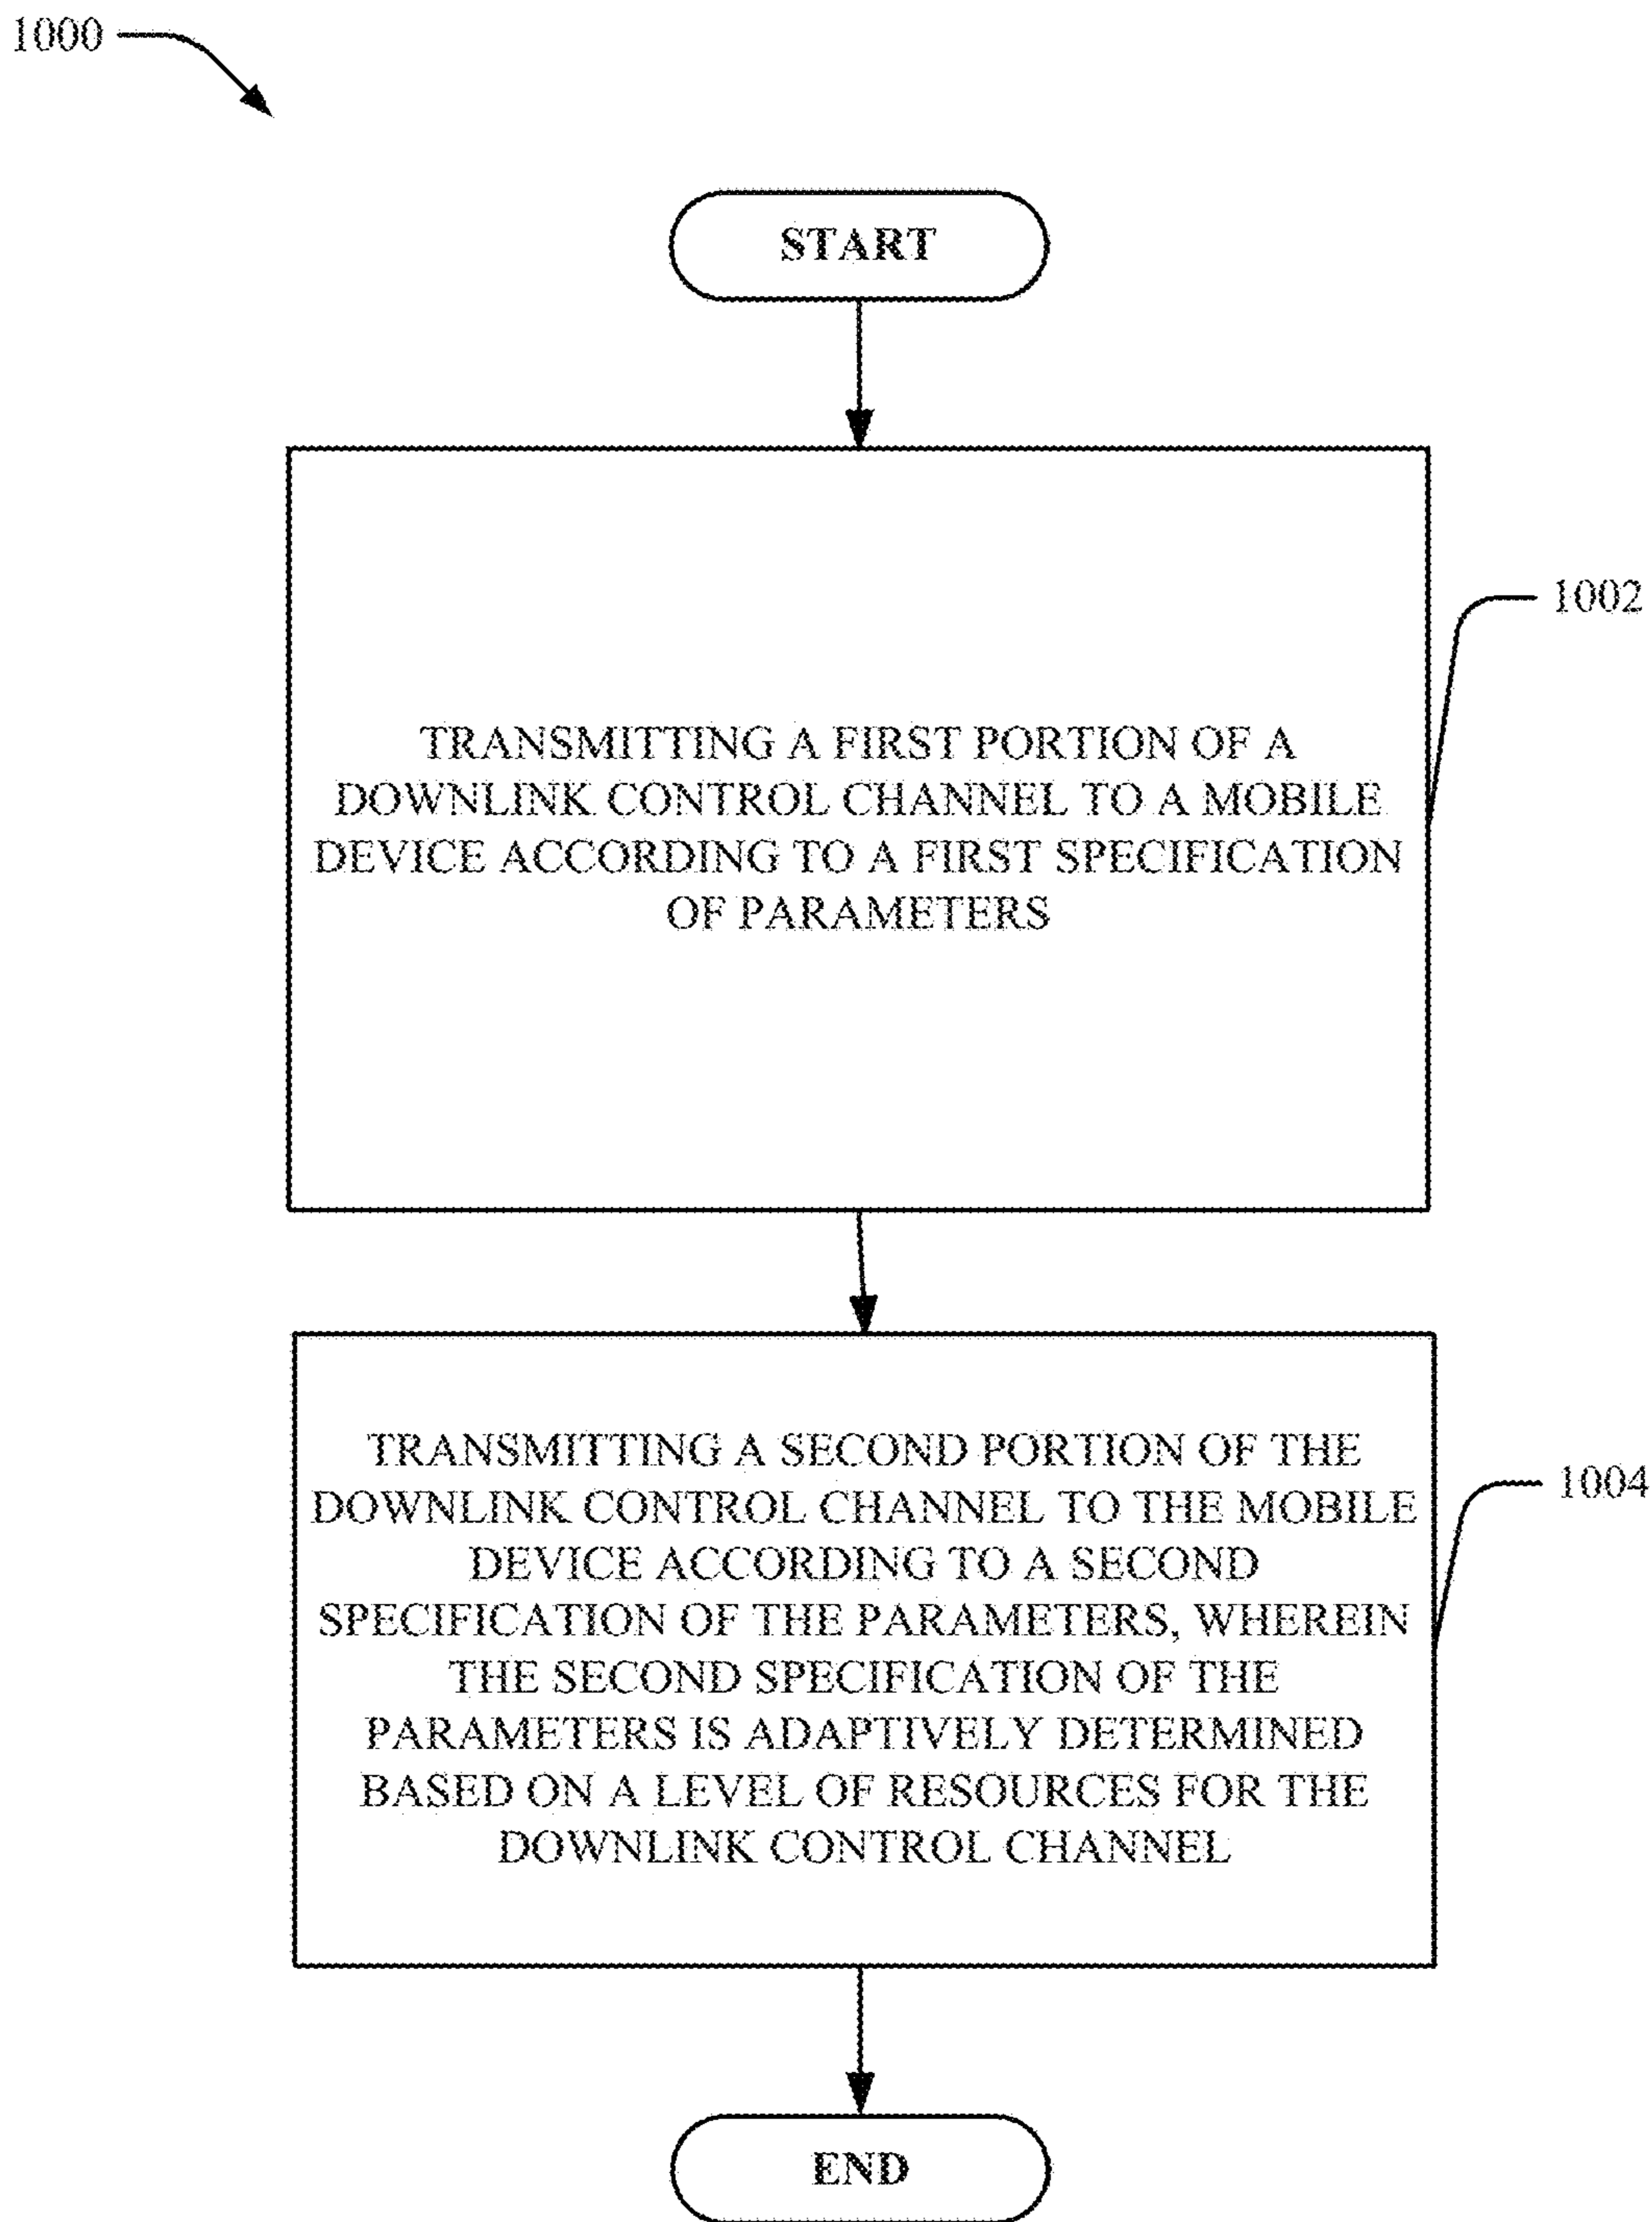 1000
START
1002
TRANSMITTING A FIRST PORTION OF A
DOWNLINK CONTROL CHANNEL TO A MOBILE
DEVICE ACCORDING TO A FIRST SPECIFICATION
OF PARAMETERS
TRANSMITTING A SECOND PORTION OF THE
DOWNLINK CONTROL CHANNEL TO THE MOBILE
1004
DEVICE ACCORDING TO A SECOND
SPECIFICATION OF THE PARAMETERS, WHEREIN
THE SECOND SPECIFICATION OF THE
PARAMETERS IS ADAPTIVELY DETERMINED
BASED ON A LEVEL OF RESOURCES FOR THE
DOWNLINK CONTROL CHANNEL
END